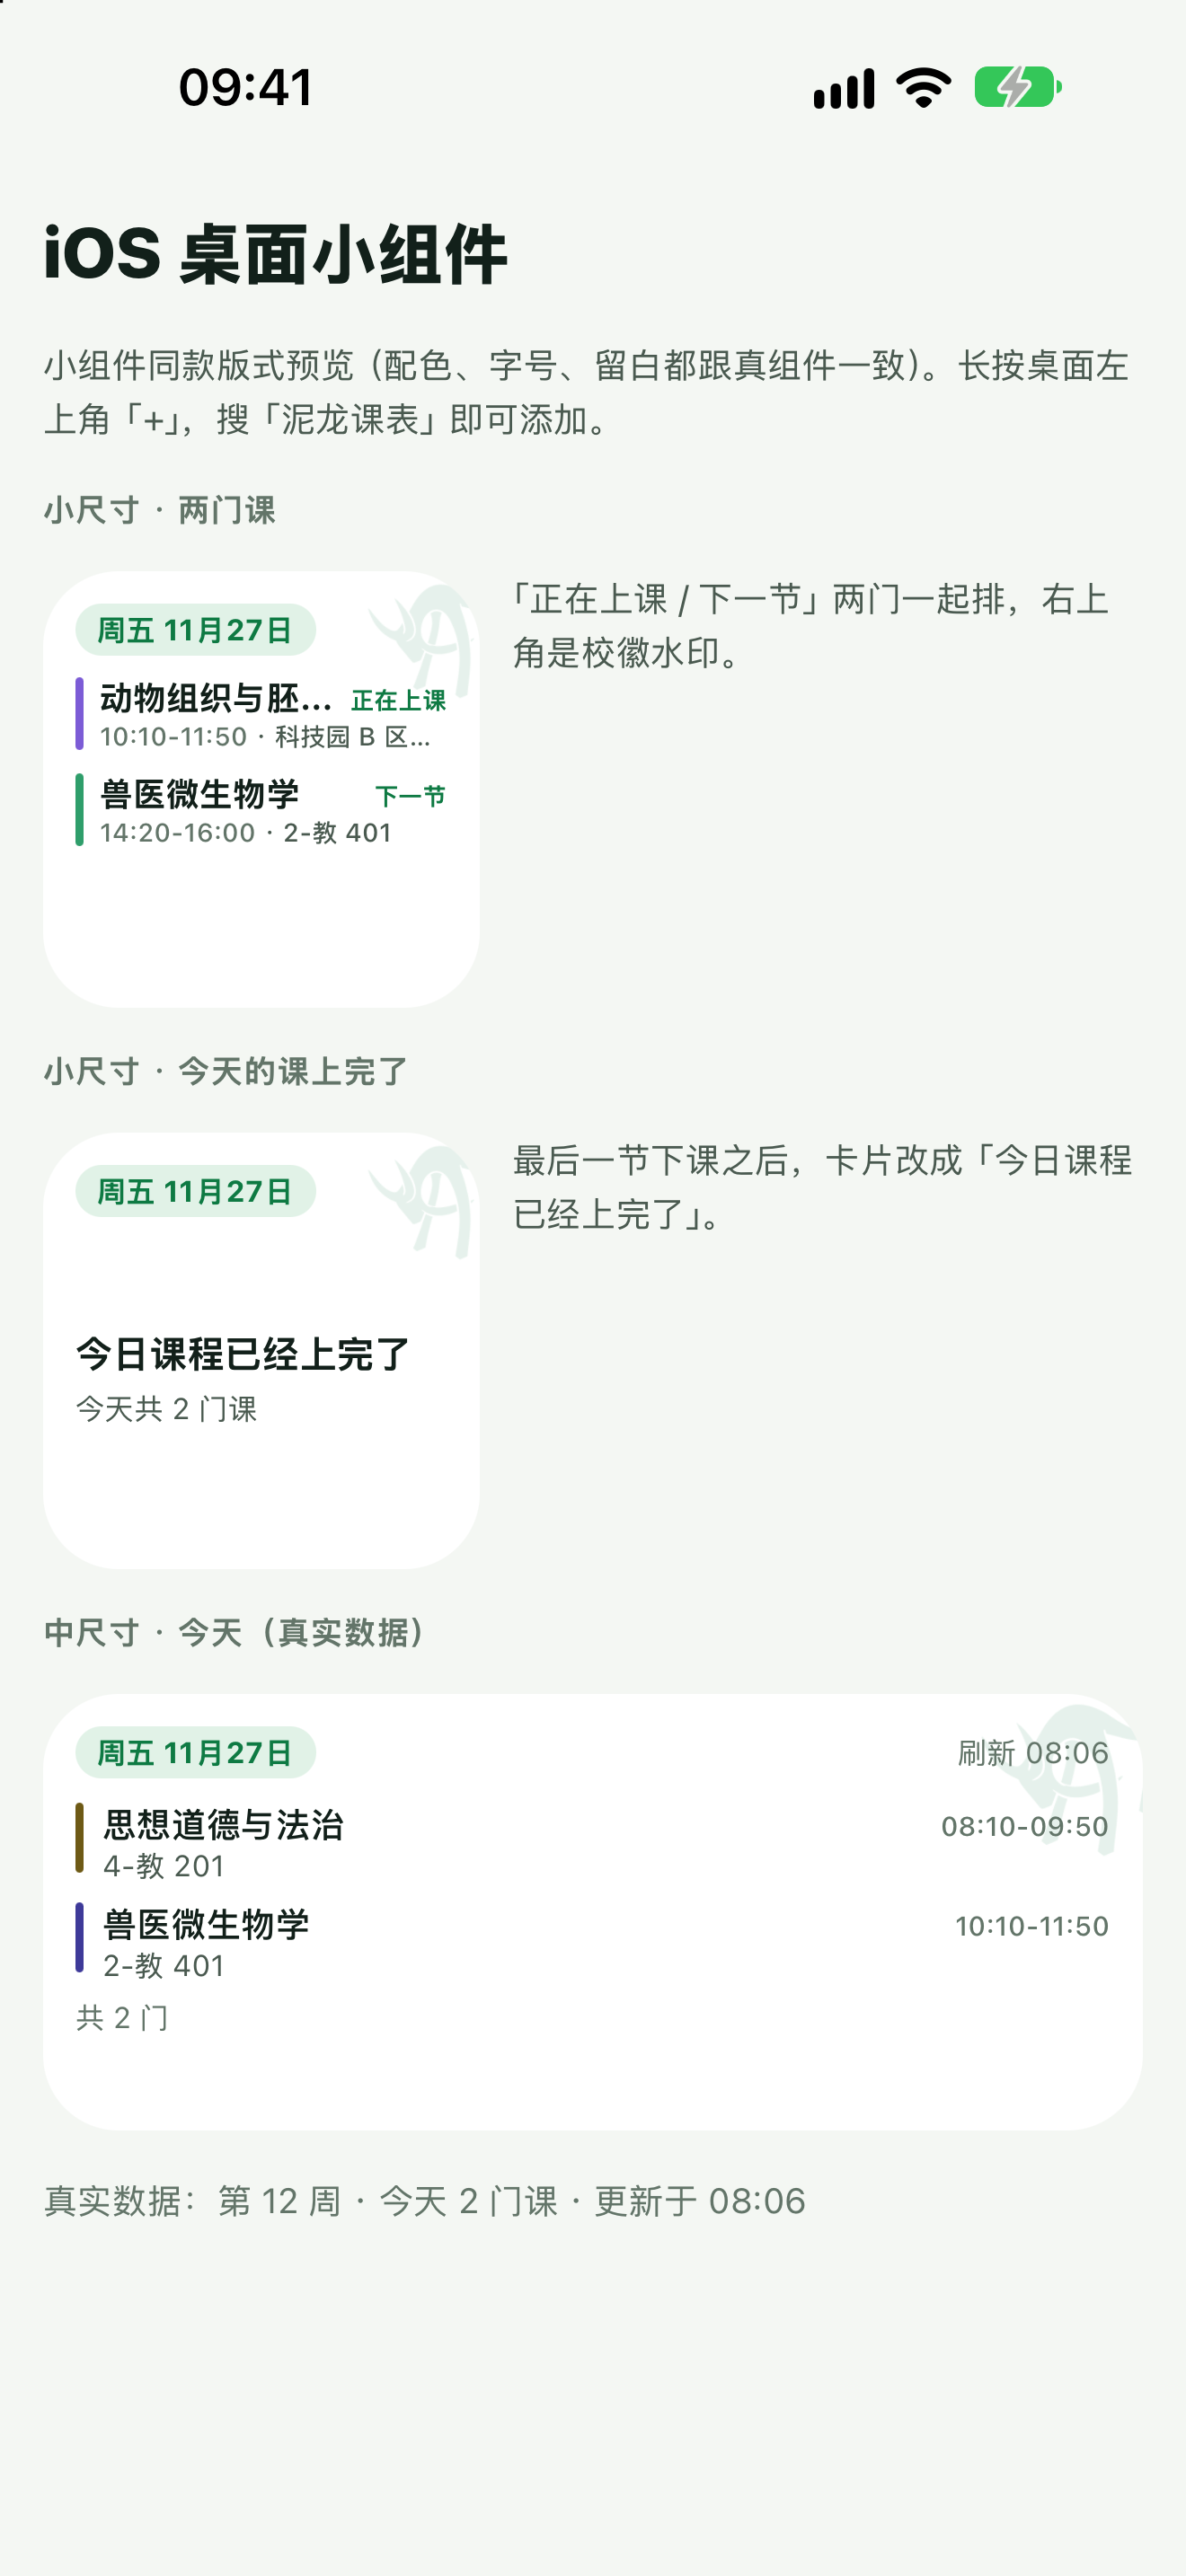 09:41
iOS 桌面小组件
小组件同款版式预览（配色、字号、留白都跟真组件一致）。长按桌面左
上角「+」，搜「泥龙课表」即可添加。
小尺寸 · 两门课
周五 11月27日
动物组织与胚... 正在上课
10:10-11:50 · 科技园 B 区...
兽医微生物学 下一节
14:20-16:00 · 2-教 401
「正在上课 / 下一节」两门一起排，右上
角是校徽水印。
小尺寸 · 今天的课上完了
周五 11月27日
今日课程已经上完了
今天共 2 门课
最后一节下课之后，卡片改成「今日课程
已经上完了」。
中尺寸 · 今天（真实数据）
周五 11月27日 刷新 08:06
思想道德与法治 08:10-09:50
4-教 201
兽医微生物学 10:10-11:50
2-教 401
共 2 门
真实数据：第 12 周 · 今天 2 门课 · 更新于 08:06